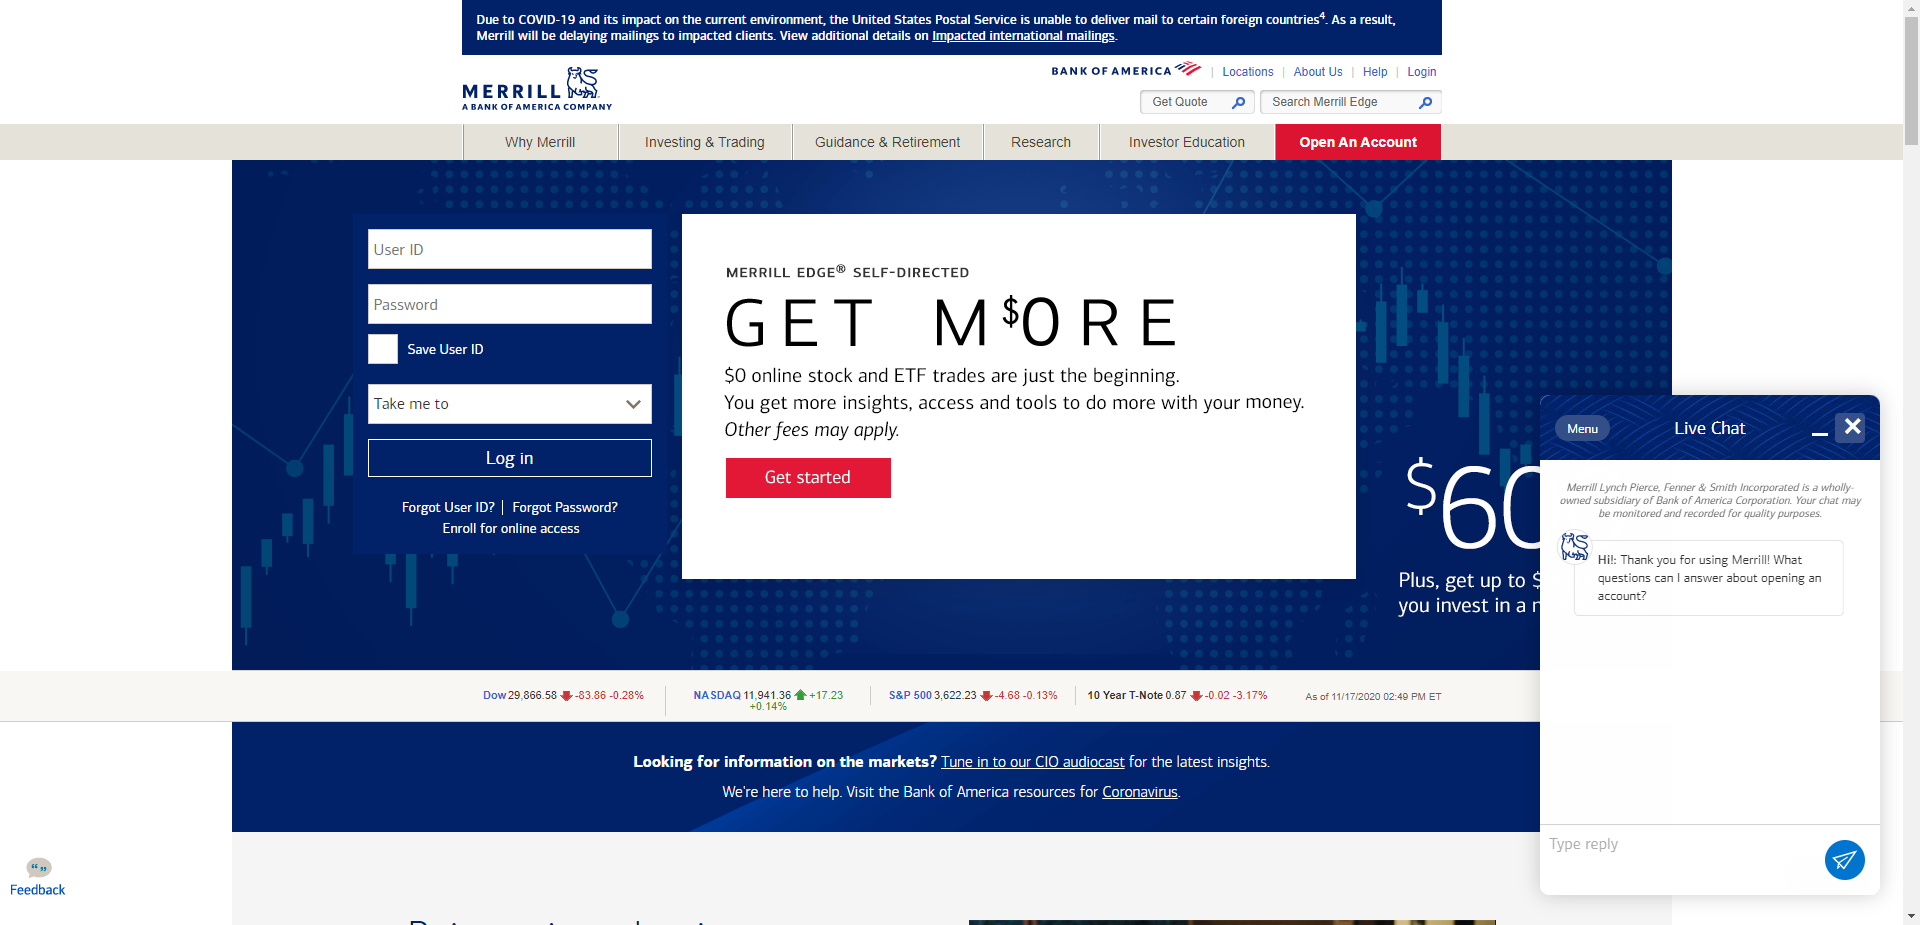 Due to COVID-19 and its impact on the current environment, the United States Postal Service is unable to deliver mail to certain foreign countries4. As a result,
Merrill will be delaying mailings to impacted clients. View additional details on Impacted international mailings.
MERRILL
A BANK OF AMERICA COMPANY
BANK OF AMERICA | Locations | About Us | Help | Login
Get Quote
Search Merrill Edge
Why Merrill
Investing & Trading
Guidance & Retirement
Research
Investor Education
Open An Account
User ID
Password
Save User ID
Take me to
Log in
Forgot User ID? | Forgot Password?
Enroll for online access
MERRILL EDGE® SELF-DIRECTED
GET M$ORE
$0 online stock and ETF trades are just the beginning.
You get more insights, access and tools to do more with your money.
Other fees may apply.
Get started
$60
Plus, get up to $
you invest in a
Menu
Live Chat
Merrill Lynch Pierce, Fenner & Smith Incorporated is a wholly-
owned subsidiary of Bank of America Corporation. Your chat may
be monitored and recorded for quality purposes.
Hi!: Thank you for using Merrill! What
questions can I answer about opening an
account?
Type reply
Dow 29,866.58 -83.86 -0.28%
NASDAQ 11,941.36 +17.23
+0.14%
S&P 500 3,622.23 -4.68 -0.13%
10 Year T-Note 0.87 -0.02 -3.17%
As of 11/17/2020 02:49 PM ET
Looking for information on the markets? Tune in to our CIO audiocast for the latest insights.
We're here to help. Visit the Bank of America resources for Coronavirus.
Feedback